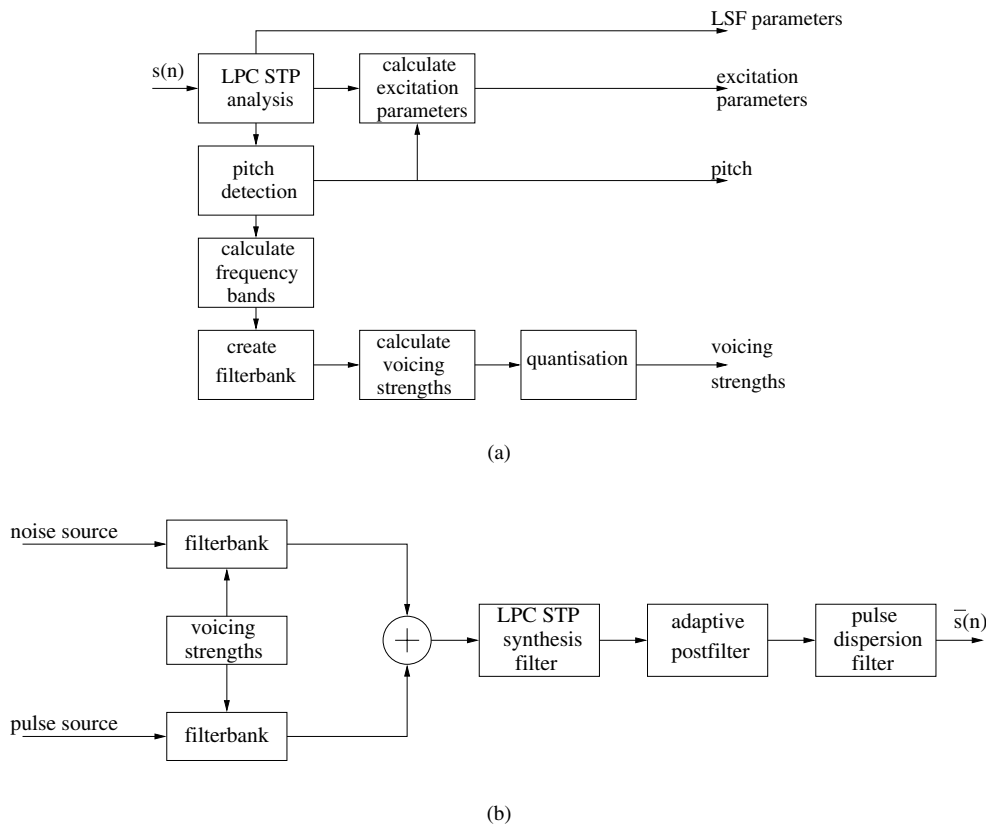 LSF parameters
s(n)
LPC STP
analysis
calculate
excitation
parameters
excitation
parameters
pitch
detection
pitch
calculate
frequency
bands
create
filterbank
calculate
voicing
strengths
quantisation
voicing
strengths
(a)
noise source
filterbank
voicing
strengths
pulse source
filterbank
+
LPC STP
synthesis
filter
adaptive
postfilter
pulse
dispersion
filter
s̅(n)
(b)